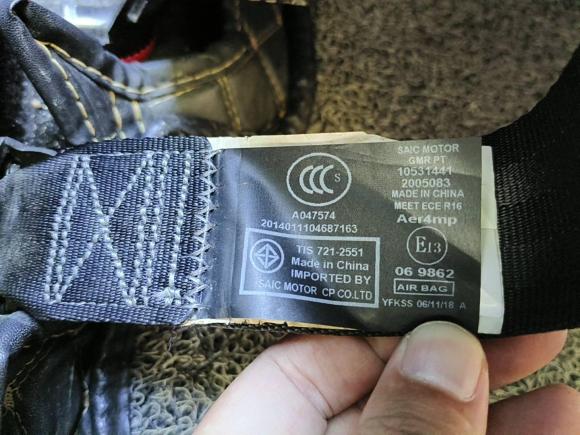 CCC S
A047574
2014011104687163
TIS 721-2551
Made in China
IMPORTED BY
SAIC MOTOR CP CO.LTD
SAIC MOTOR
GMR PT
10531441
2005083
MADE IN CHINA
MEET ECE R16
Aer4mp
E13
06 9862
AIR BAG
YFKSS 06/11/18 A